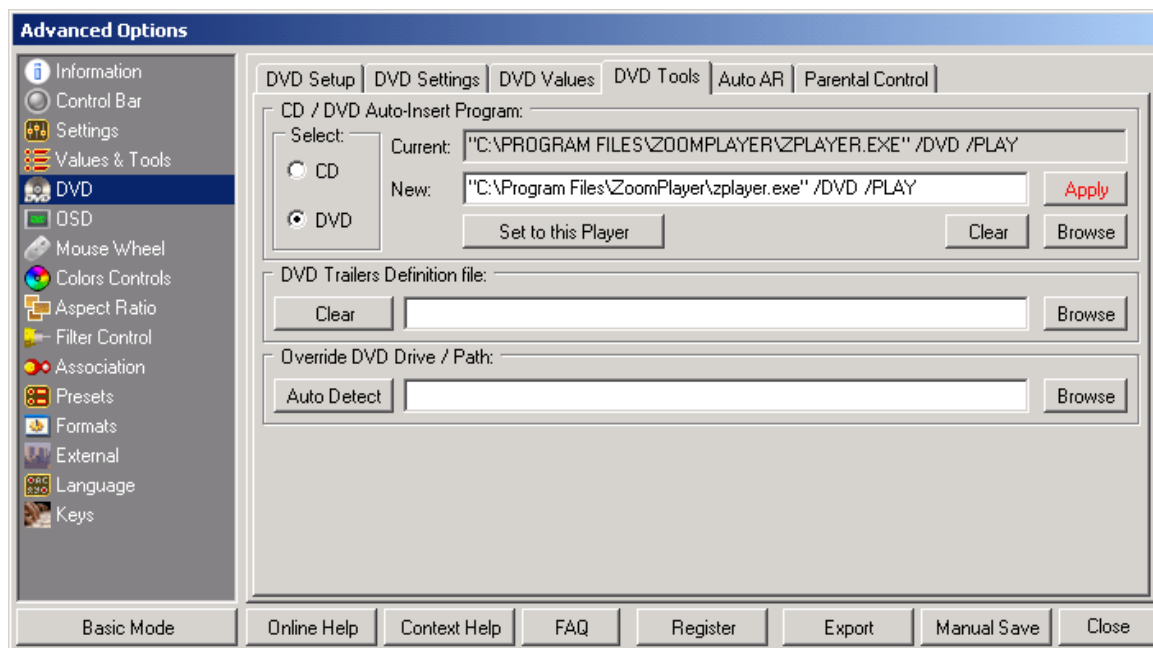 Advanced Options
Information
Control Bar
Settings
Values & Tools
DVD
OSD
Mouse Wheel
Colors Controls
Aspect Ratio
Filter Control
Association
Presets
Formats
External
Language
Keys
DVD Setup DVD Settings DVD Values DVD Tools Auto AR Parental Control
CD / DVD Auto-Insert Program:
Select:
CD
DVD
Current: "C:\PROGRAM FILES\ZOOMPLAYER\ZPLAYER.EXE" /DVD /PLAY
New: "C:\Program Files\ZoomPlayer\zplayer.exe" /DVD /PLAY Apply
Set to this Player Clear Browse
DVD Trailers Definition file:
Clear Browse
Override DVD Drive / Path:
Auto Detect Browse
Basic Mode Online Help Context Help FAQ Register Export Manual Save Close